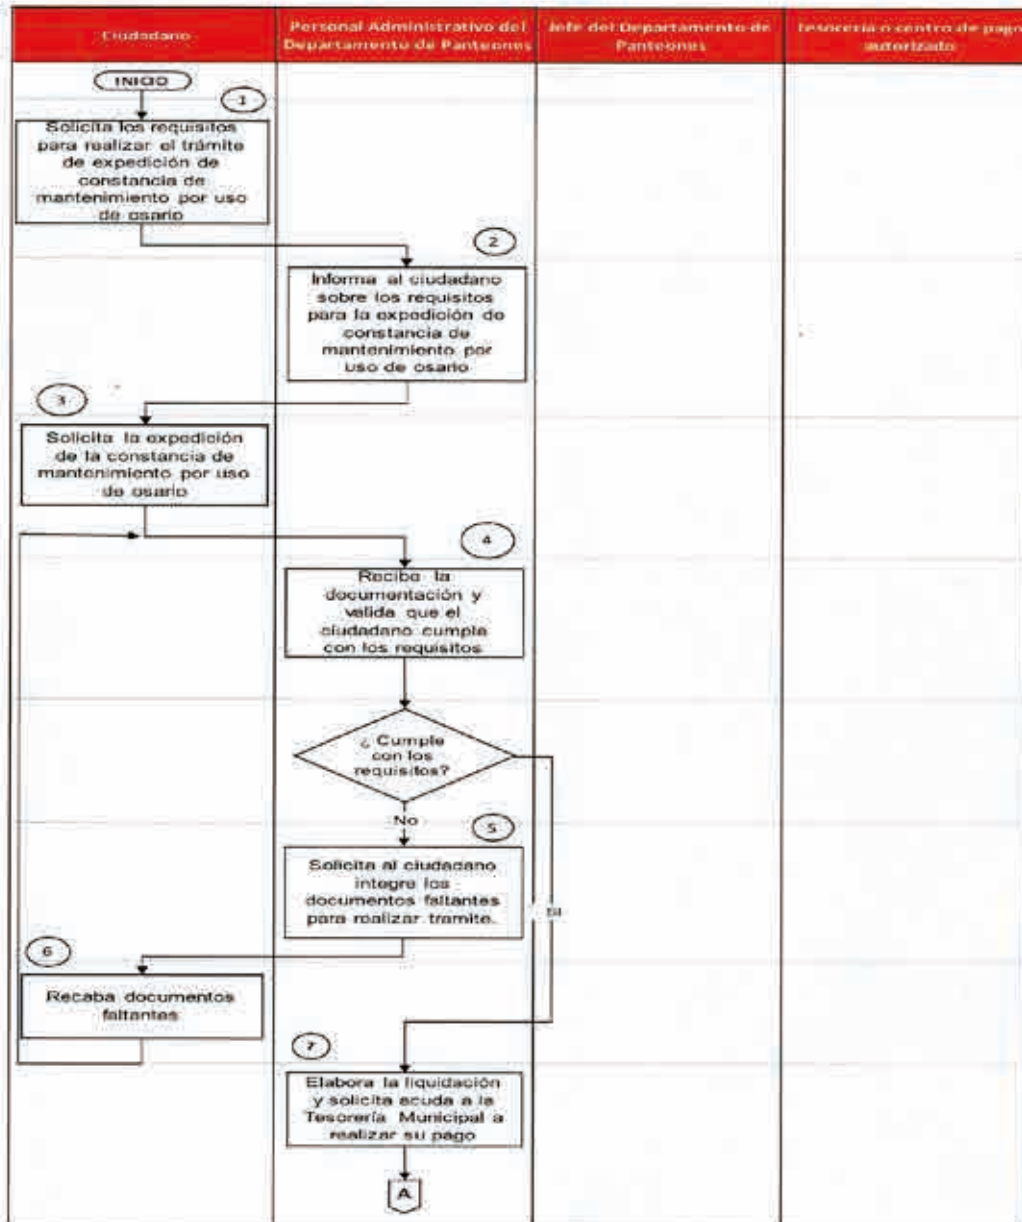 Ciudadano
Personal Administrativo del
Departamento de Panteones
Jefe del Departamento de
Panteones
Tesorería o centro de pago
autorizado
INICIO
1
Solicita los requisitos
para realizar el trámite
de expedición de
constancia de
mantenimiento por uso
de osario
2
Informa al ciudadano
sobre los requisitos
para la expedición de
constancia de
mantenimiento por
uso de osario
3
Solicita la expedición
de la constancia de
mantenimiento por uso
de osario
4
Recibe la
documentación y
valida que el
ciudadano cumple
con los requisitos
¿ Cumple
con los
requisitos?
No
5
Solicita al ciudadano
integre los
documentos faltantes
para realizar tramite.
SI
6
Recaba documentos
faltantes
7
Elabora la liquidación
y solicita acuda a la
Tesorería Municipal a
realizar su pago
A